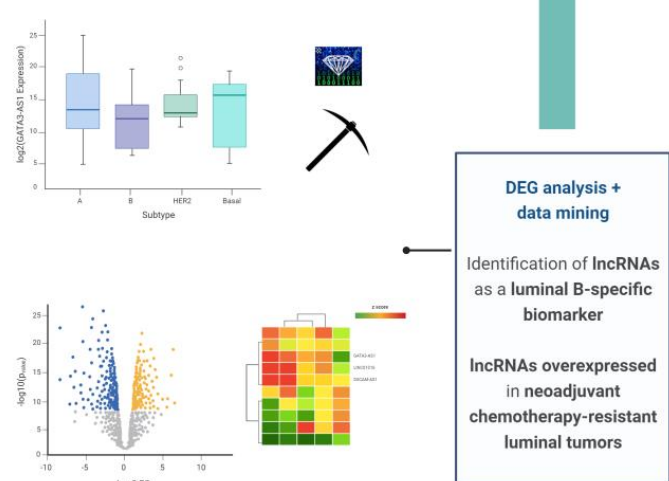 25
20
15
10
5
0
log2(GATA3-AS1 Expression)
A
B
HER2
Basal
Subtype
DEG analysis +
data mining
Identification of lncRNAs
as a luminal B-specific
biomarker
lncRNAs overexpressed
in neoadjuvant
chemotherapy-resistant
luminal tumors
25
20
15
10
5
0
-log10(pvalue)
-10
-5
0
5
10
Z SCORE
GATA3-AS1